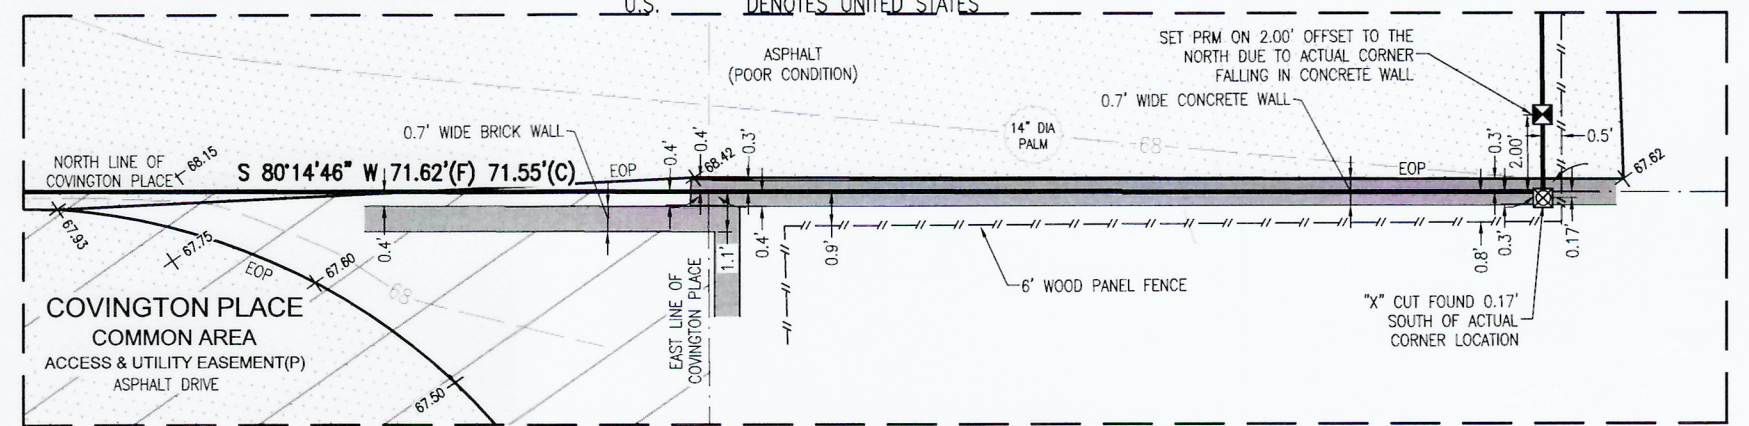 U.S. DENOTES UNITED STATES
ASPHALT
(POOR CONDITION)
SET PRM ON 2.00' OFFSET TO THE
NORTH DUE TO ACTUAL CORNER
FALLING IN CONCRETE WALL
0.7' WIDE CONCRETE WALL
0.7' WIDE BRICK WALL
14" DIA
PALM
68
0.5'
2.00'
NORTH LINE OF
COVINGTON PLACE
68.15
S 80°14'46" W 71.62'(F) 71.55'(C)
EOP
0.4'
0.4'
68.42
0.3'
EOP
0.3'
67.62
67.93
67.75
EOP
67.60
68
0.4'
1.1'
0.4'
0.9'
0.8'
0.3'
0.17'
6' WOOD PANEL FENCE
EAST LINE OF
COVINGTON PLACE
"X" CUT FOUND 0.17'
SOUTH OF ACTUAL
CORNER LOCATION
COVINGTON PLACE
COMMON AREA
ACCESS & UTILITY EASEMENT(P)
ASPHALT DRIVE
67.50